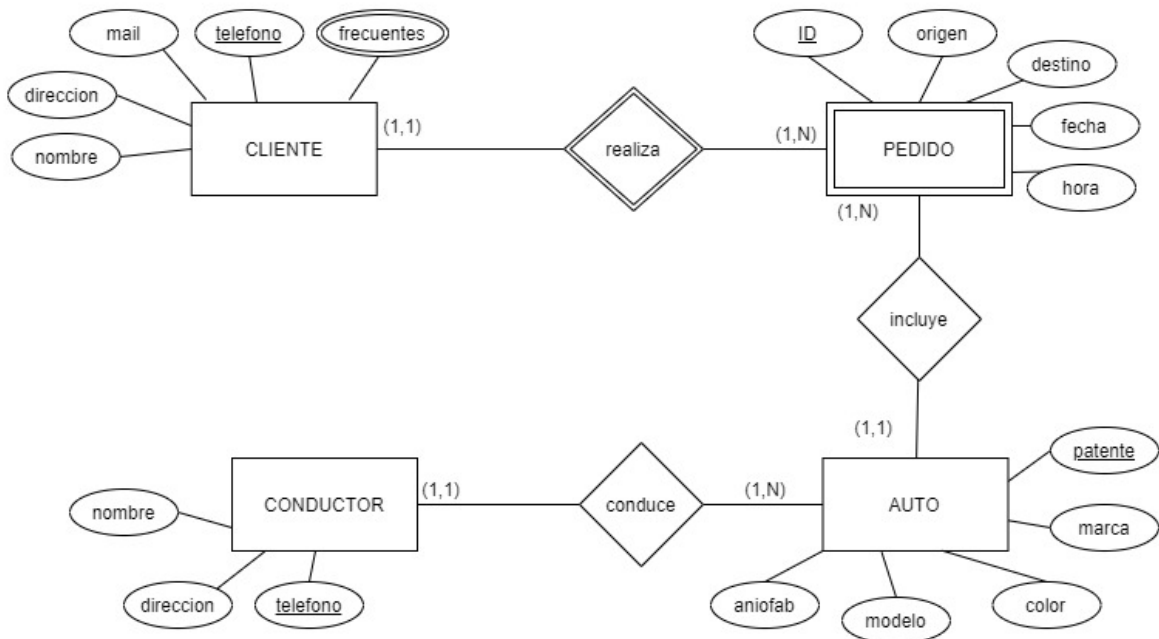 mail
telefono
frecuentes
ID
origen
destino
direccion
nombre
CLIENTE
(1,1)
realiza
(1,N)
PEDIDO
fecha
hora
(1,N)
incluye
(1,1)
patente
nombre
CONDUCTOR
(1,1)
conduce
(1,N)
AUTO
marca
direccion
telefono
aniofab
modelo
color